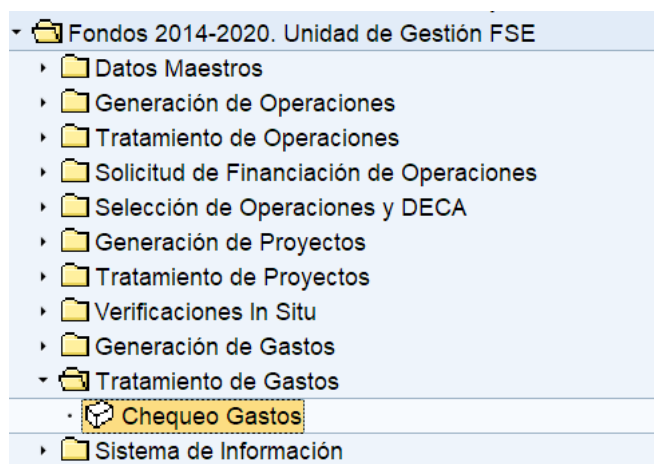 Fondos 2014-2020. Unidad de Gestión FSE
Datos Maestros
Generación de Operaciones
Tratamiento de Operaciones
Solicitud de Financiación de Operaciones
Selección de Operaciones y DECA
Generación de Proyectos
Tratamiento de Proyectos
Verificaciones In Situ
Generación de Gastos
Tratamiento de Gastos
Chequeo Gastos
Sistema de Información